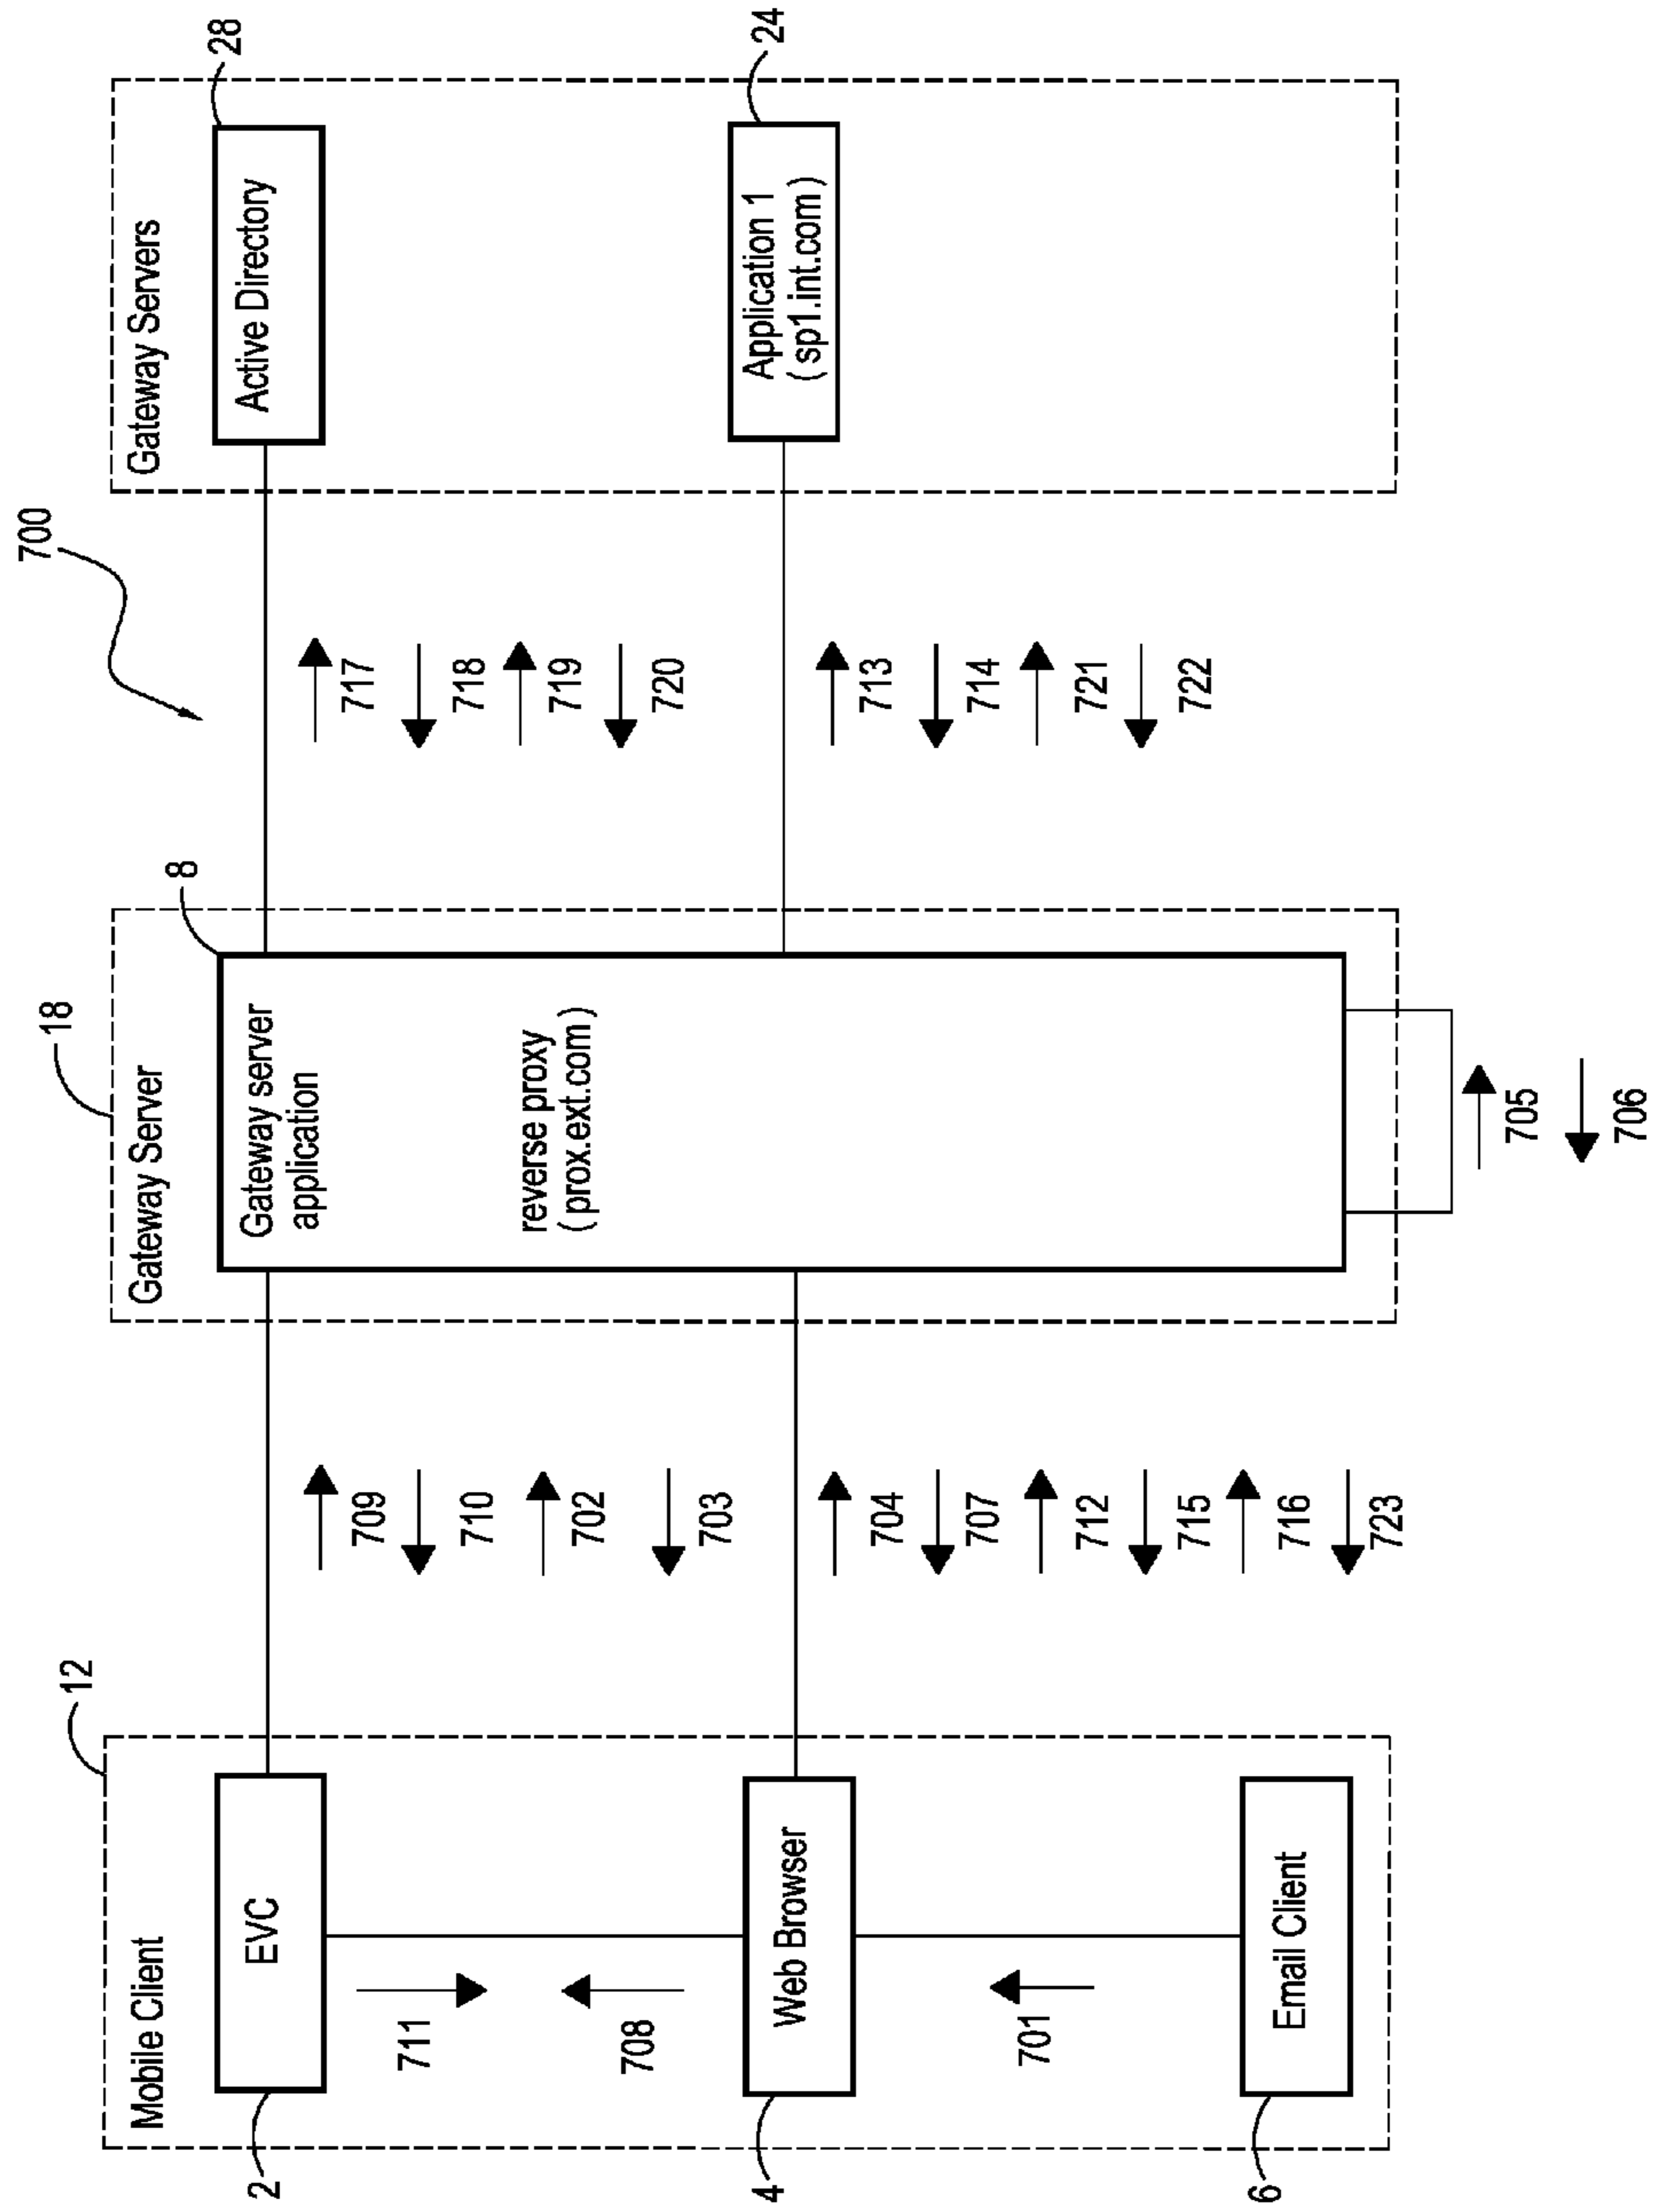 700
12
18
Mobile Client
Gateway Server
Gateway Servers
2
EVC
8
Gateway server
application
Active Directory
28
711
708
709
710
702
703
717
718
719
720
reverse proxy
(prox.ext.com)
4
Web Browser
Application 1
(sp1.int.com)
24
701
704
707
712
715
716
723
713
714
721
722
6
Email Client
705
706